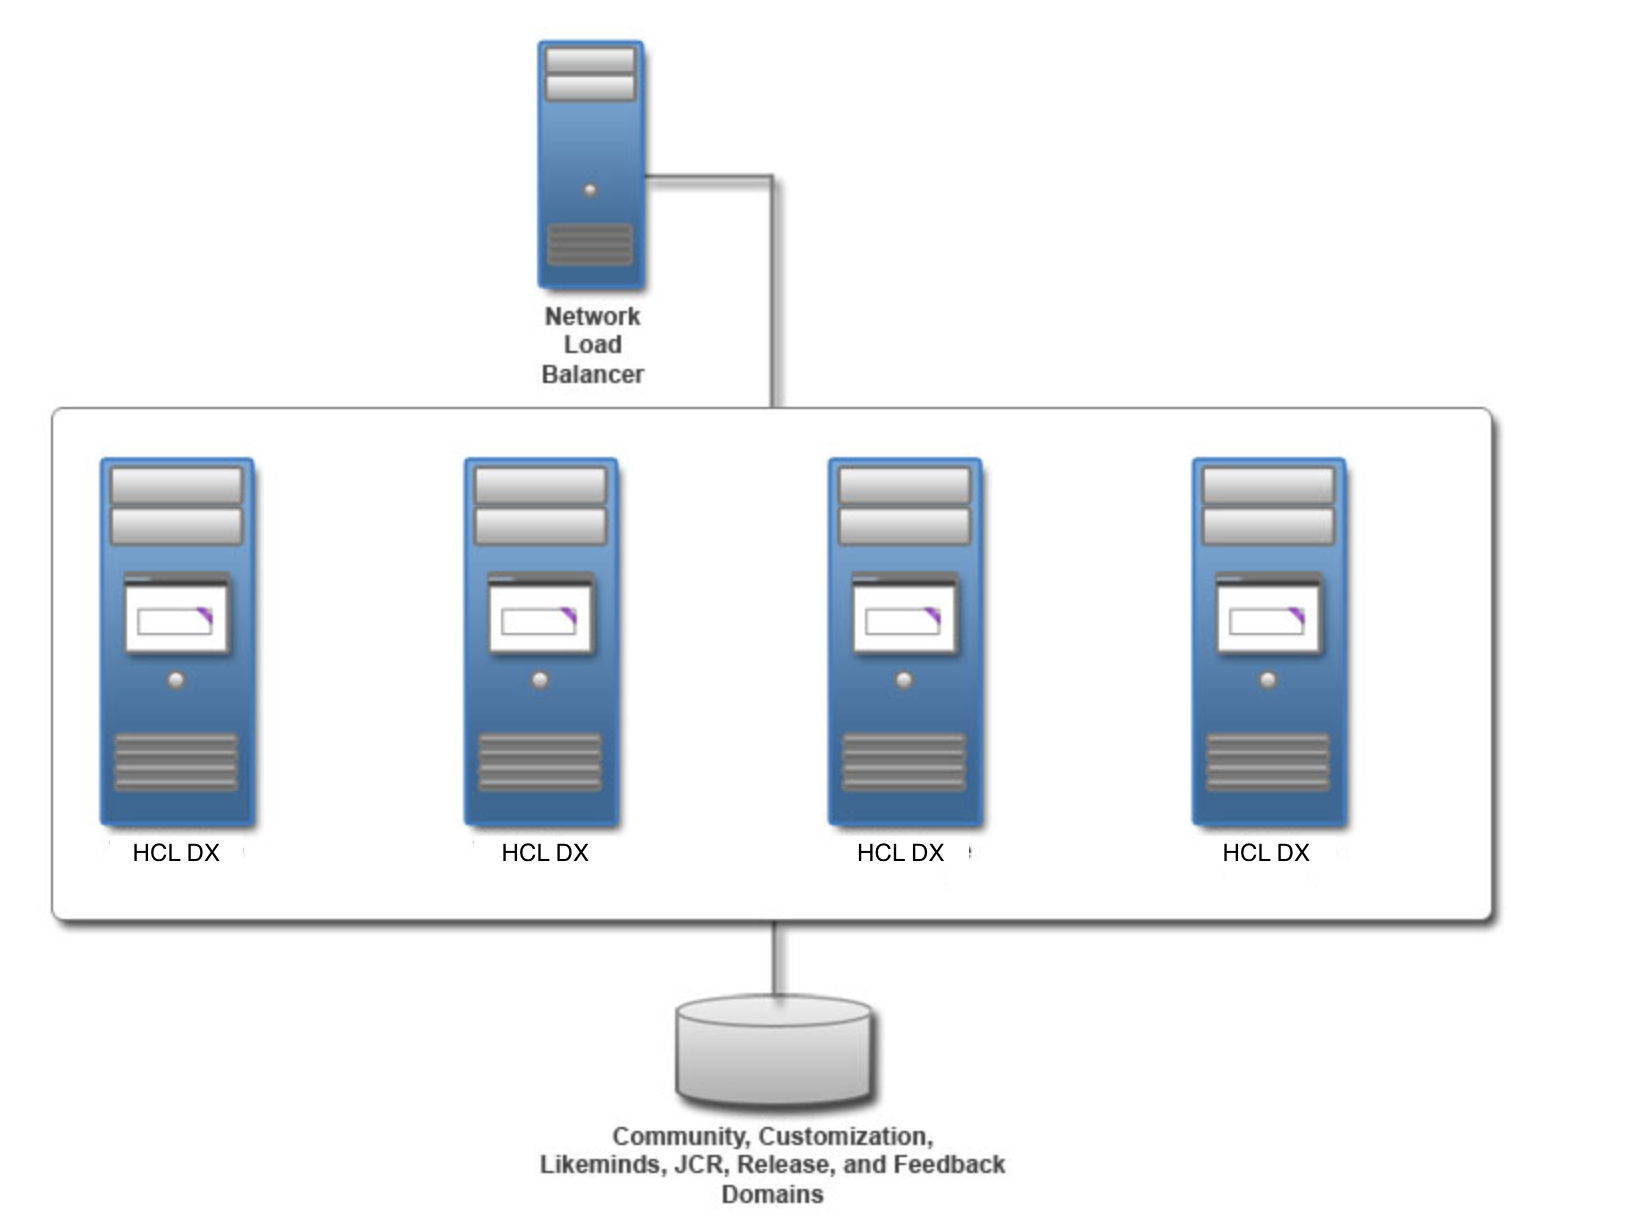 Network
Load
Balancer
HCL DX
HCL DX
HCL DX
HCL DX
Community, Customization,
Likeminds, JCR, Release, and Feedback
Domains